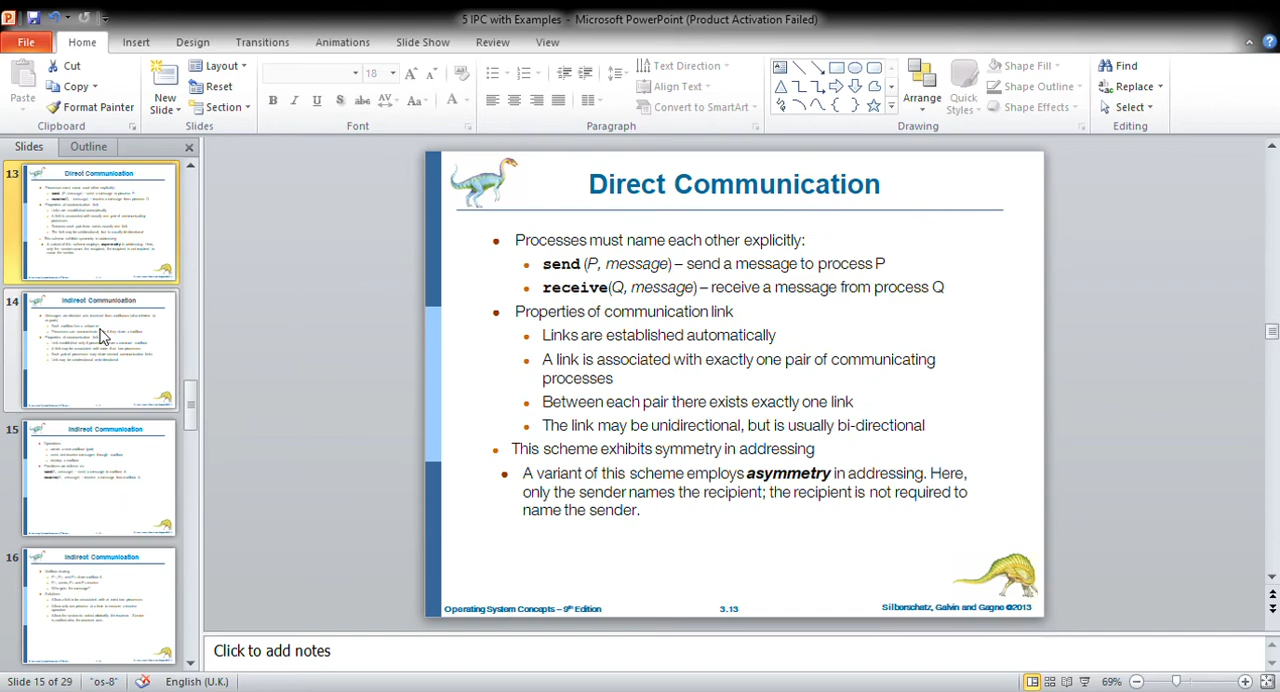 5 IPC with Examples - Microsoft PowerPoint (Product Activation Failed)
File Home Insert Design Transitions Animations Slide Show Review View
Paste
Cut
Copy
Format Painter
Clipboard
New Slide
Layout
Reset
Section
Slides
18
Font
Text Direction
Align Text
Convert to SmartArt
Paragraph
Arrange
Quick Styles
Shape Fill
Shape Outline
Shape Effects
Drawing
Find
Replace
Select
Editing
Slides Outline
13
Direct Communication
14
Indirect Communication
15
Indirect Communication
16
Indirect Communication
Direct Communication
Processes must name each other explicitly:
send (P, message) – send a message to process P
receive(Q, message) – receive a message from process Q
Properties of communication link
Links are established automatically
A link is associated with exactly one pair of communicating
processes
Between each pair there exists exactly one link
The link may be unidirectional, but is usually bi-directional
This scheme exhibits symmetry in addressing
A variant of this scheme employs asymmetry in addressing. Here,
only the sender names the recipient; the recipient is not required to
name the sender.
Operating System Concepts – 9th Edition
3.13
Silberschatz, Galvin and Gagne ©2013
Click to add notes
Slide 15 of 29 "os-8" English (U.K.) 69%